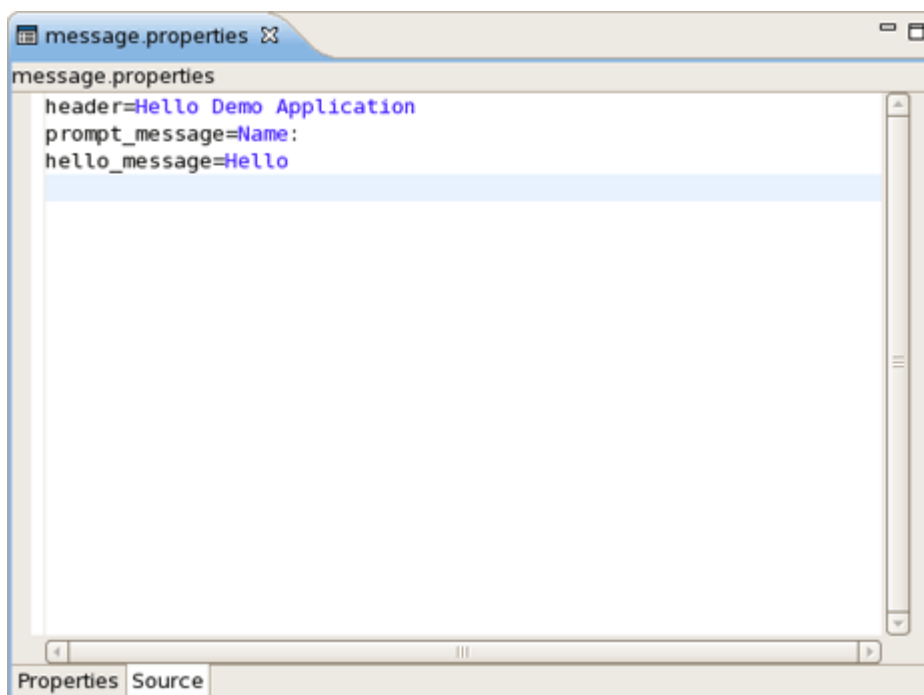 message.properties
message.properties
header=Hello Demo Application
prompt_message=Name:
hello_message=Hello
Properties Source